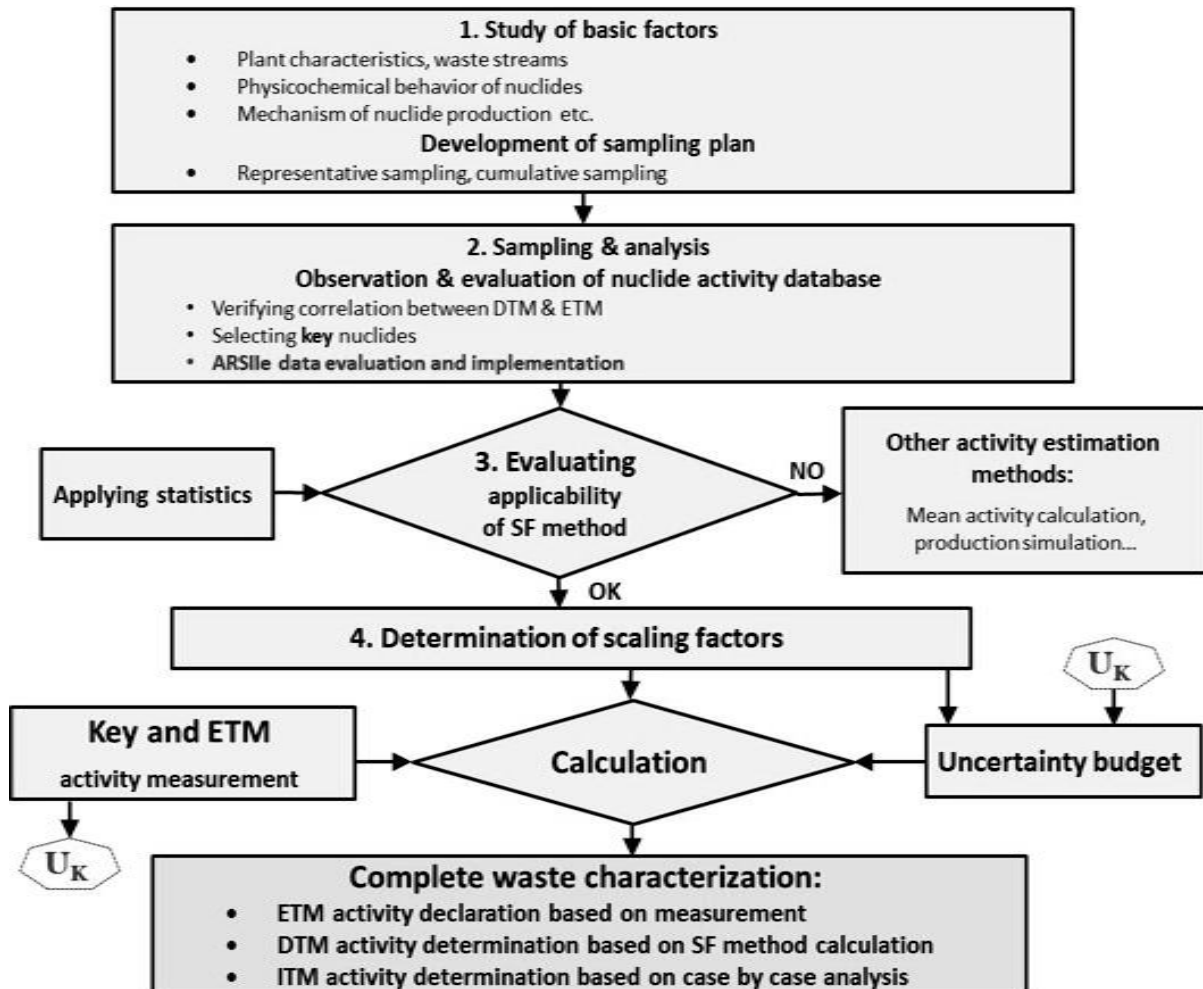 1. Study of basic factors
• Plant characteristics, waste streams
• Physicochemical behavior of nuclides
• Mechanism of nuclide production etc.
Development of sampling plan
• Representative sampling, cumulative sampling
2. Sampling & analysis
Observation & evaluation of nuclide activity database
• Verifying correlation between DTM & ETM
• Selecting key nuclides
• ARSIIe data evaluation and implementation
Applying statistics
3. Evaluating
applicability
of SF method
NO
Other activity estimation
methods:
Mean activity calculation,
production simulation...
OK
4. Determination of scaling factors
U_K
Key and ETM
activity measurement
Calculation
Uncertainty budget
U_K
Complete waste characterization:
• ETM activity declaration based on measurement
• DTM activity determination based on SF method calculation
• ITM activity determination based on case by case analysis